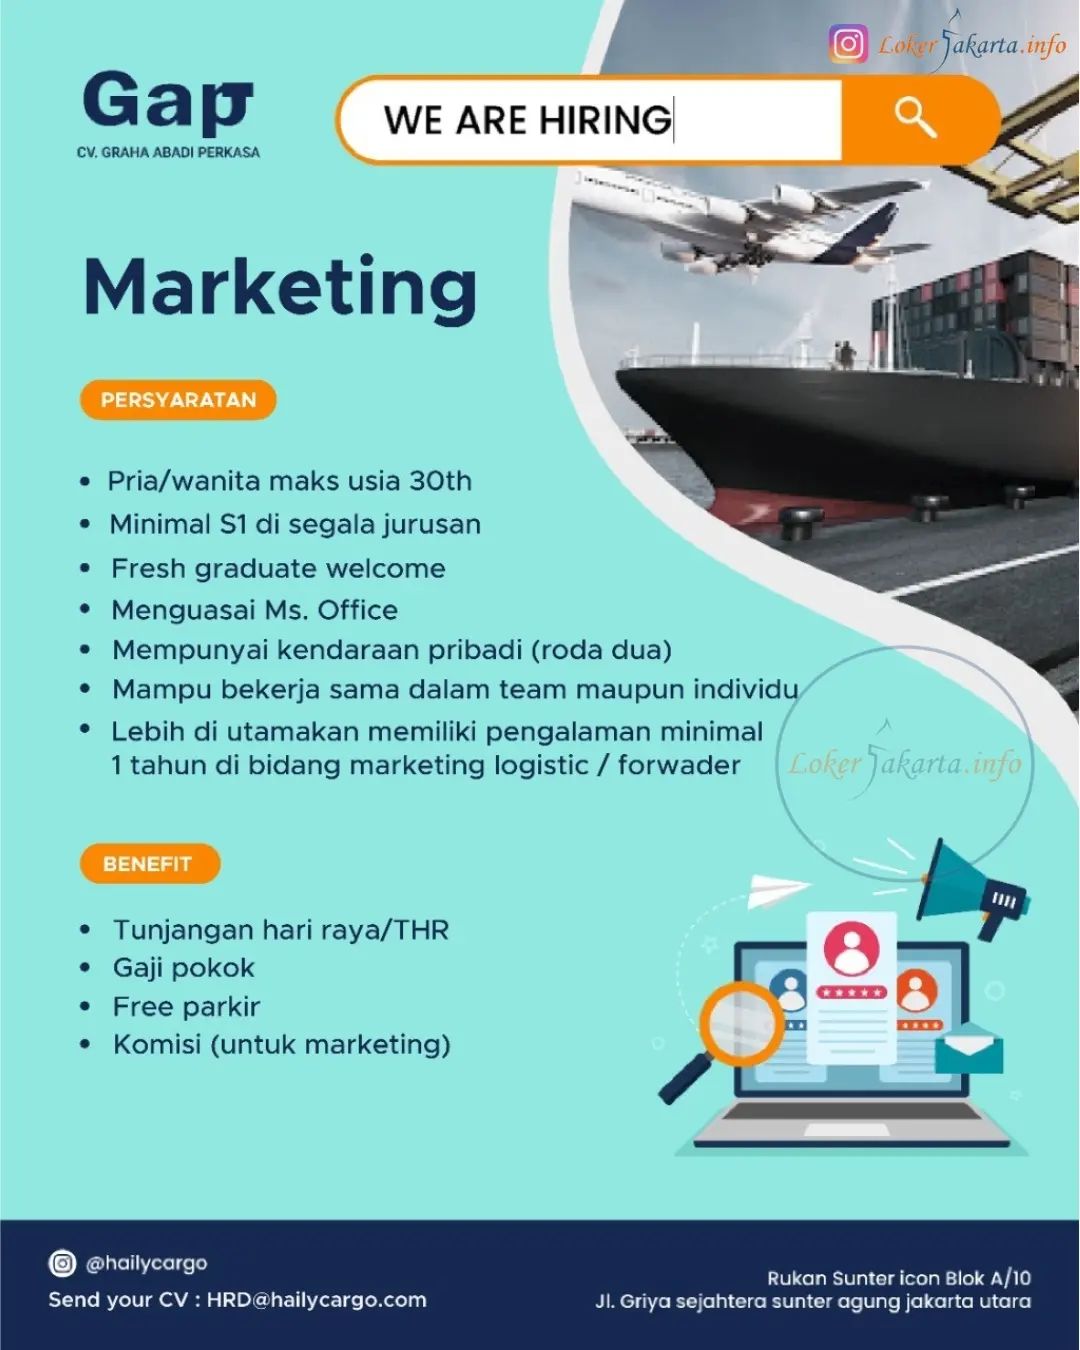 Loker Jakarta.info
Gap
CV. GRAHA ABADI PERKASA
WE ARE HIRING
Marketing
PERSYARATAN
• Pria/wanita maks usia 30th
• Minimal S1 di segala jurusan
• Fresh graduate welcome
• Menguasai Ms. Office
• Mempunyai kendaraan pribadi (roda dua)
• Mampu bekerja sama dalam team maupun individu
• Lebih di utamakan memiliki pengalaman minimal
1 tahun di bidang marketing logistic / forwader
Loker Jakarta.info
BENEFIT
• Tunjangan hari raya/THR
• Gaji pokok
• Free parkir
• Komisi (untuk marketing)
@hailycargo
Send your CV : HRD@hailycargo.com
Rukan Sunter icon Blok A/10
Jl. Griya sejahtera sunter agung jakarta utara